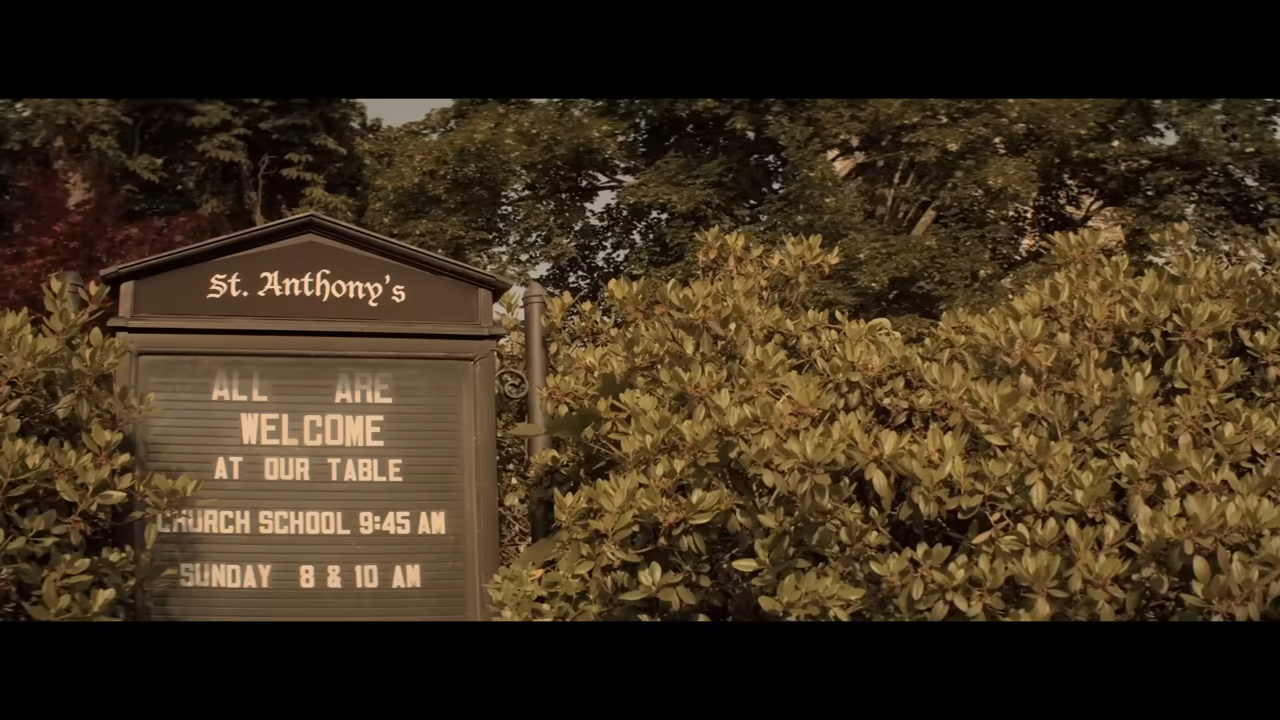 St. Anthony's
ALL ARE
WELCOME
AT OUR TABLE
CHURCH SCHOOL 9:45 AM
SUNDAY 8 & 10 AM